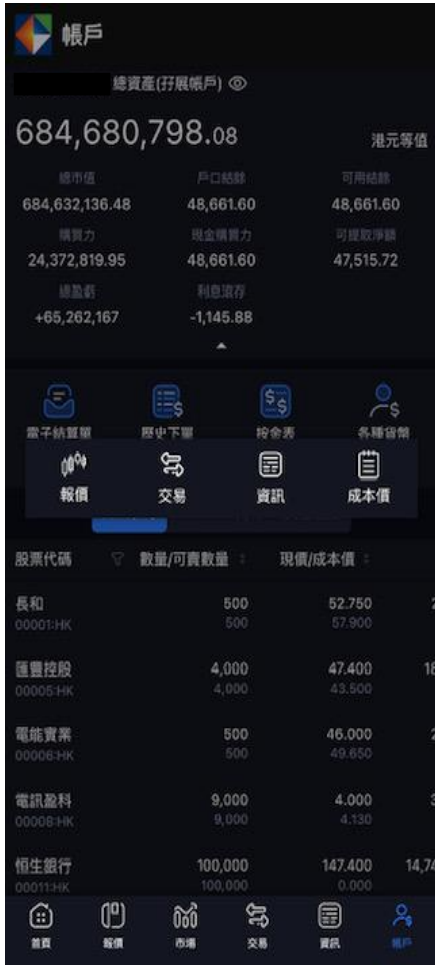 帳戶
總資產(孖展帳戶)
684,680,798.08 港元等值
總市值 戶口結餘 可用結餘
684,632,136.48 48,661.60 48,661.60
購買力 現金購買力 可提取淨額
24,372,819.95 48,661.60 47,515.72
總盈虧 利息滾存
+65,262,167 -1,145.88
電子結算單 歷史下單 按金表 各種貨幣
報價 交易 資訊 成本價
股票代碼 數量/可賣數量 現價/成本價
長和 500 52.750 2
00001:HK 500 57.900
匯豐控股 4,000 47.400 18
00005:HK 4,000 43.500
電能實業 500 46.000 2
00006:HK 500 49.650
電訊盈科 9,000 4.000 3
00008:HK 9,000 4.130
恒生銀行 100,000 147.400 14,74
00011:HK 100,000 0.000
首頁 報價 市場 交易 資訊 帳戶